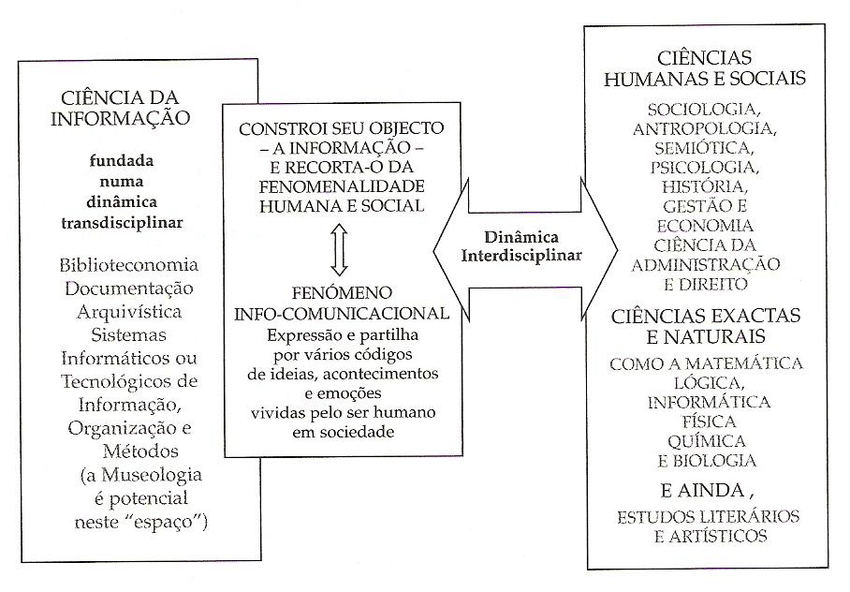 CIÊNCIA DA
INFORMAÇÃO
fundada
numa
dinâmica
transdisciplinar
Biblioteconomia
Documentação
Arquivística
Sistemas
Informáticos ou
Tecnológicos de
Informação,
Organização e
Métodos
(a Museologia
é potencial
neste “espaço”)
CONSTROI SEU OBJECTO
– A INFORMAÇÃO –
E RECORTA-O DA
FENOMENALIDADE
HUMANA E SOCIAL
FENÓMENO
INFO-COMUNICACIONAL
Expressão e partilha
por vários códigos
de ideias, acontecimentos
e emoções
vividas pelo ser humano
em sociedade
Dinâmica
Interdisciplinar
CIÊNCIAS
HUMANAS E SOCIAIS
SOCIOLOGIA,
ANTROPOLOGIA,
SEMIÓTICA,
PSICOLOGIA,
HISTÓRIA,
GESTÃO E
ECONOMIA
CIÊNCIA DA
ADMINISTRAÇÃO
E DIREITO
CIÊNCIAS EXACTAS
E NATURAIS
COMO A MATEMÁTICA
LÓGICA,
INFORMÁTICA
FÍSICA
QUÍMICA
E BIOLOGIA
E AINDA ,
ESTUDOS LITERÁRIOS
E ARTÍSTICOS